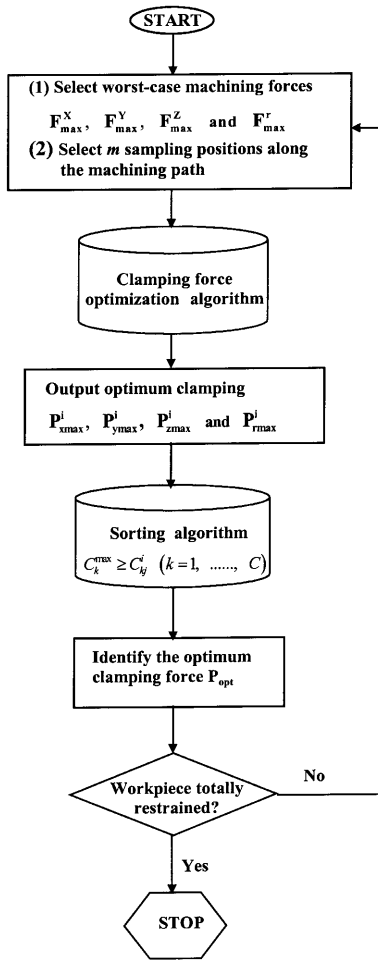 START
(1) Select worst-case machining forces
F^X_max, F^Y_max, F^Z_max and F^r_max
(2) Select m sampling positions along
the machining path
Clamping force
optimization algorithm
Output optimum clamping
P^i_xmax, P^i_ymax, P^i_zmax and P^i_rmax
Sorting algorithm
C^max_k ≥ C^i_kj (k = 1, ......, C)
Identify the optimum
clamping force P_opt
Workpiece totally
restrained?
No
Yes
STOP